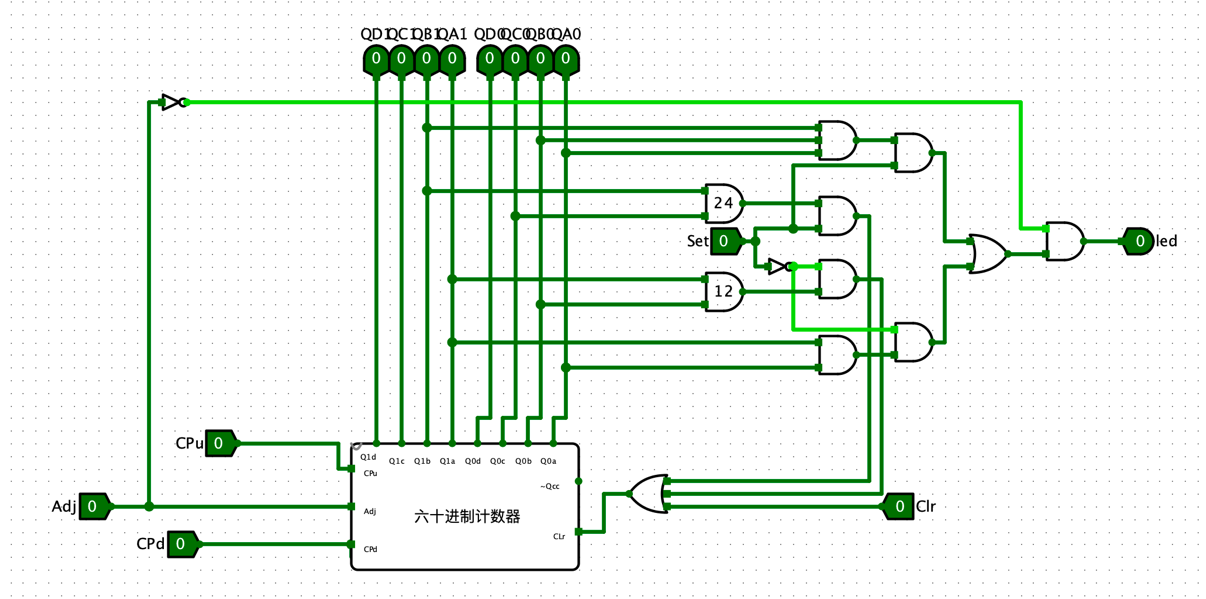 QD1 QC1 QB1 QA1 QD0 QC0 QB0 QA0
0 0 0 0 0 0 0 0
24
Set 0
0 led
12
CPu 0
Q1d Q1c Q1b Q1a Q0d Q0c Q0b Q0a
CPu
~Qcc
Adj 0
Adj
六十进制计数器
0 Clr
CLr
CPd 0
CPd